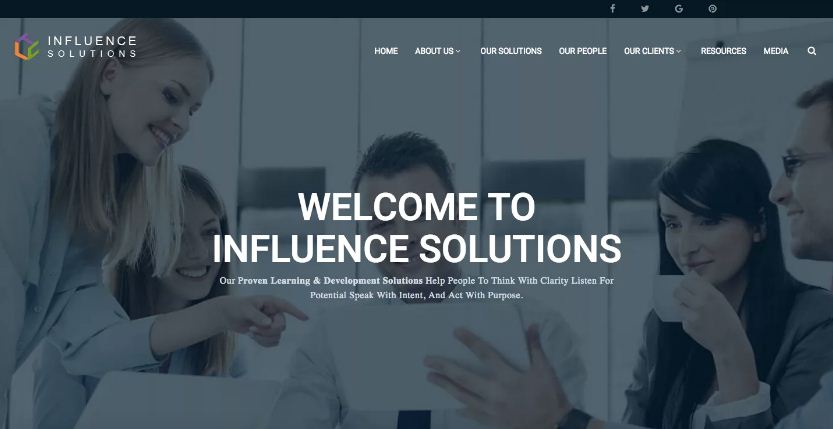 INFLUENCE
SOLUTIONS
HOME ABOUT US OUR SOLUTIONS OUR PEOPLE OUR CLIENTS RESOURCES MEDIA
WELCOME TO
INFLUENCE SOLUTIONS
Our Proven Learning & Development Solutions Help People To Think With Clarity Listen For
Potential Speak With Intent, And Act With Purpose.